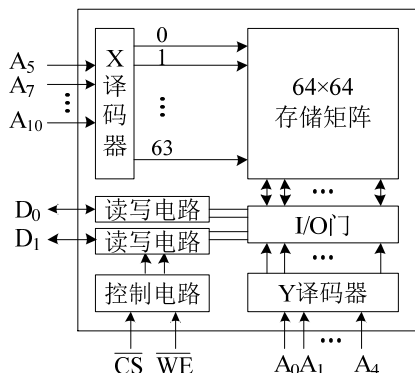 0
1
63
X
译
码
器
A5
A7
A10
64×64
存储矩阵
D0
D1
读写电路
读写电路
I/O门
控制电路
Y译码器
CS
WE
A0A1
A4